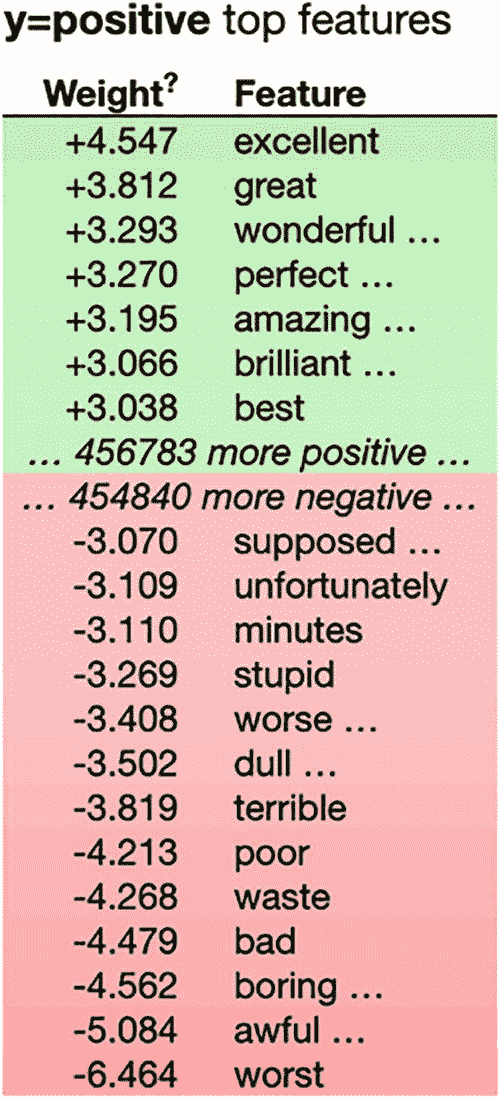 y=positive top features
Weight? Feature
+4.547 excellent
+3.812 great
+3.293 wonderful …
+3.270 perfect …
+3.195 amazing …
+3.066 brilliant …
+3.038 best
… 456783 more positive …
… 454840 more negative …
-3.070 supposed …
-3.109 unfortunately
-3.110 minutes
-3.269 stupid
-3.408 worse …
-3.502 dull …
-3.819 terrible
-4.213 poor
-4.268 waste
-4.479 bad
-4.562 boring …
-5.084 awful …
-6.464 worst